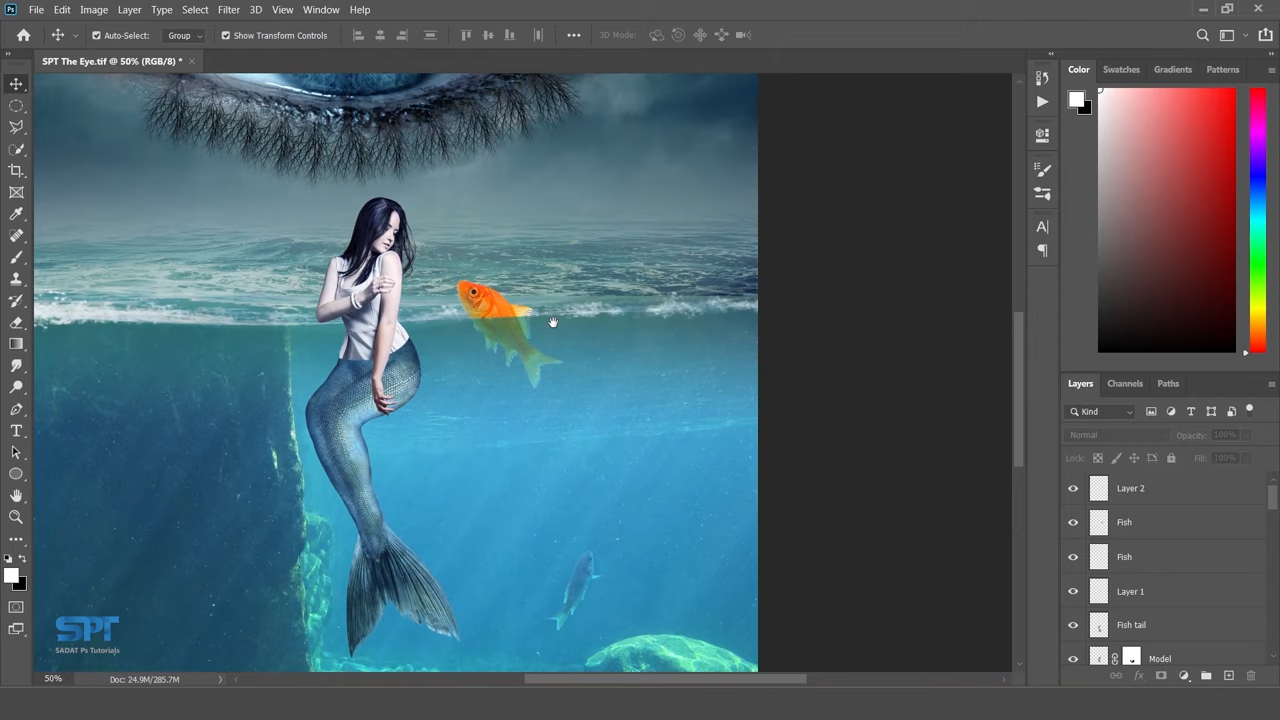 Ps File Edit Image Layer Type Select Filter 3D View Window Help
Auto-Select: Group Show Transform Controls 3D Mode:
SPT The Eye.tif @ 50% (RGB/8) *
Color Swatches Gradients Patterns
Layers Channels Paths
Kind
Normal Opacity: 100%
Lock: Fill: 100%
Layer 2
Fish
Fish
Layer 1
Fish tail
Model
SPT
SADAT Ps Tutorials
50% Doc: 24.9M/285.7M